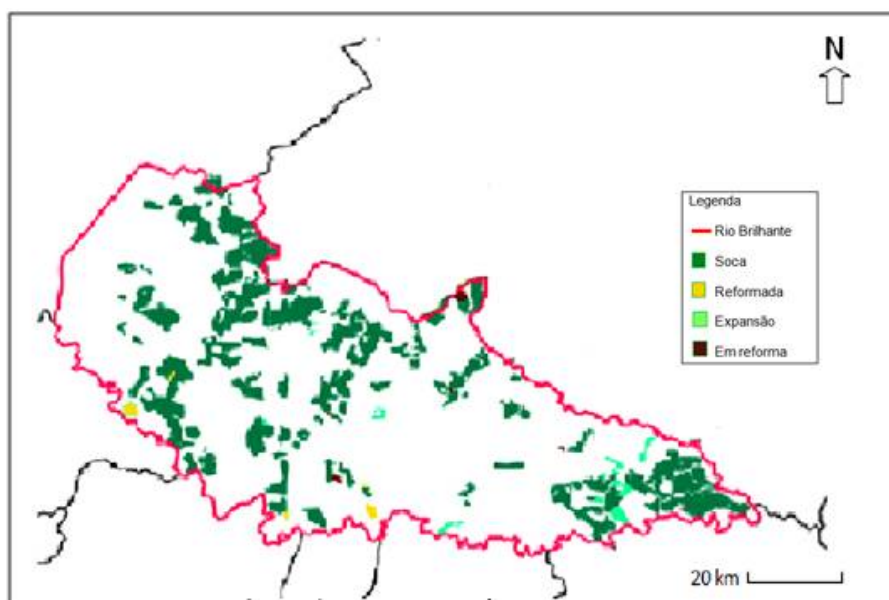 N
Legenda
Rio Brilhante
Soca
Reformada
Expansão
Em reforma
20 km